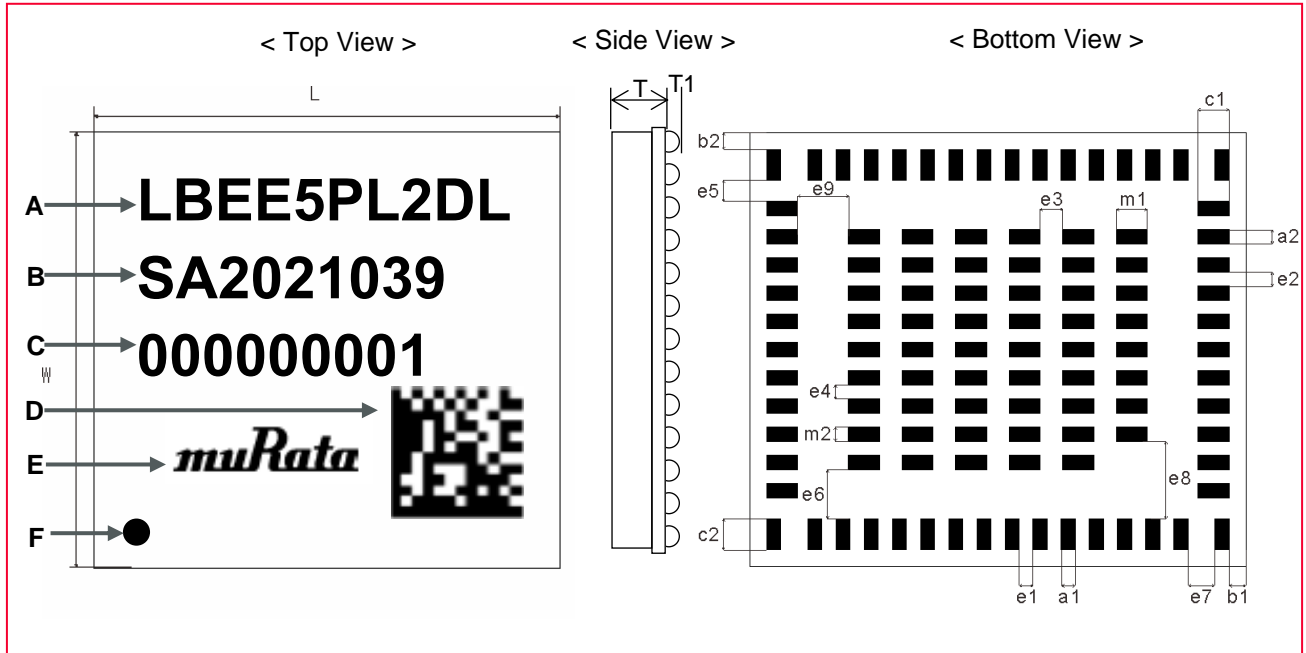 < Top View >
< Side View >
< Bottom View >
L
T
T1
c1
b2
e5
e9
e3
m1
a2
e2
A
LBEE5PL2DL
B
SA2021039
C
000000001
W
D
E
muRata
F
e4
m2
e6
e8
c2
e1
a1
e7
b1